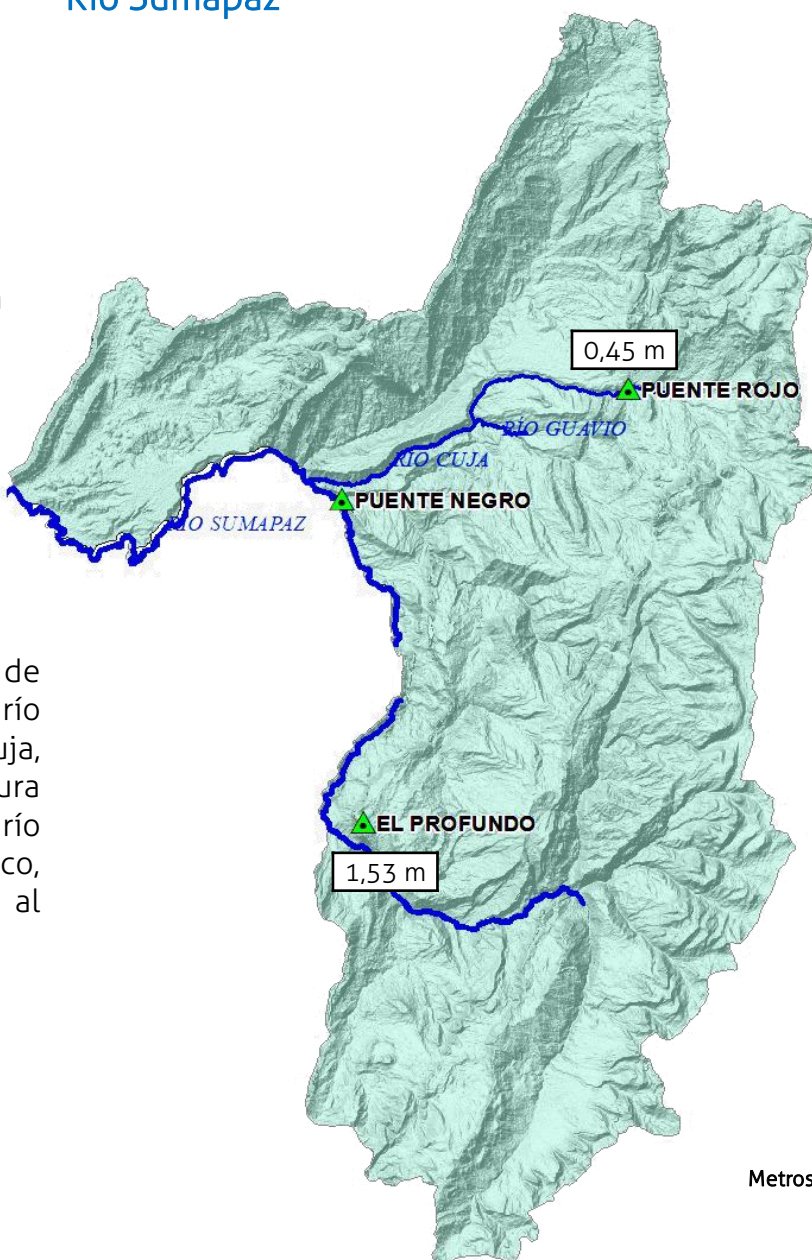 Río Sumapaz
0,45 m
PUENTE ROJO
RÍO GUAVIO
RÍO CUJA
PUENTE NEGRO
RÍO SUMAPAZ
de
río
uja,
ura
río
co,
al
EL PROFUNDO
1,53 m
Metros